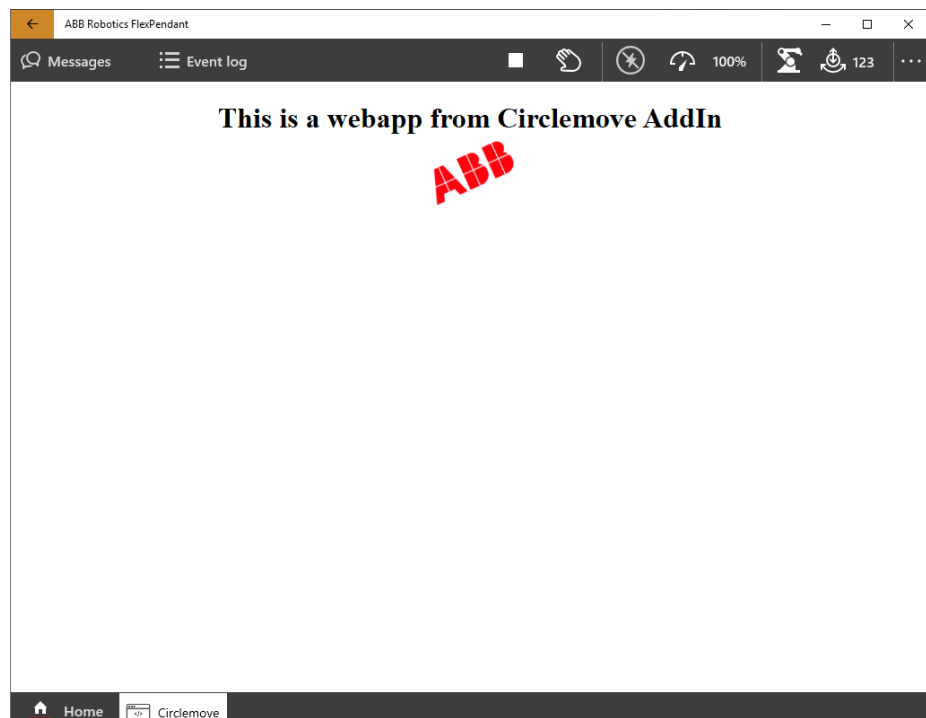 ABB Robotics FlexPendant
Messages
Event log
100%
123
This is a webapp from Circlemove AddIn
ABB
Home
Circlemove